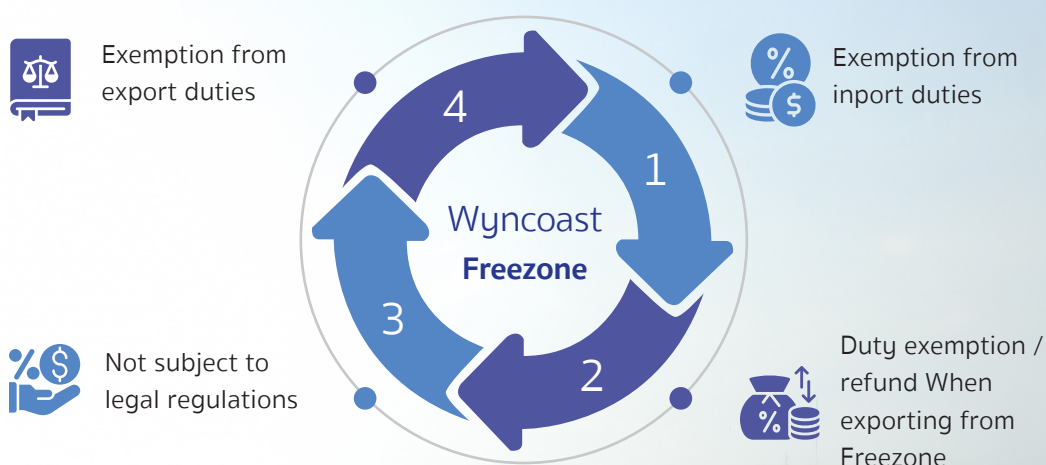 Exemption from
export duties
4
Exemption from
inport duties
1
Wyncoast
Freezone
3
Not subject to
legal regulations
2
Duty exemption /
refund When
exporting from
Freezone
%
$
%
$
%